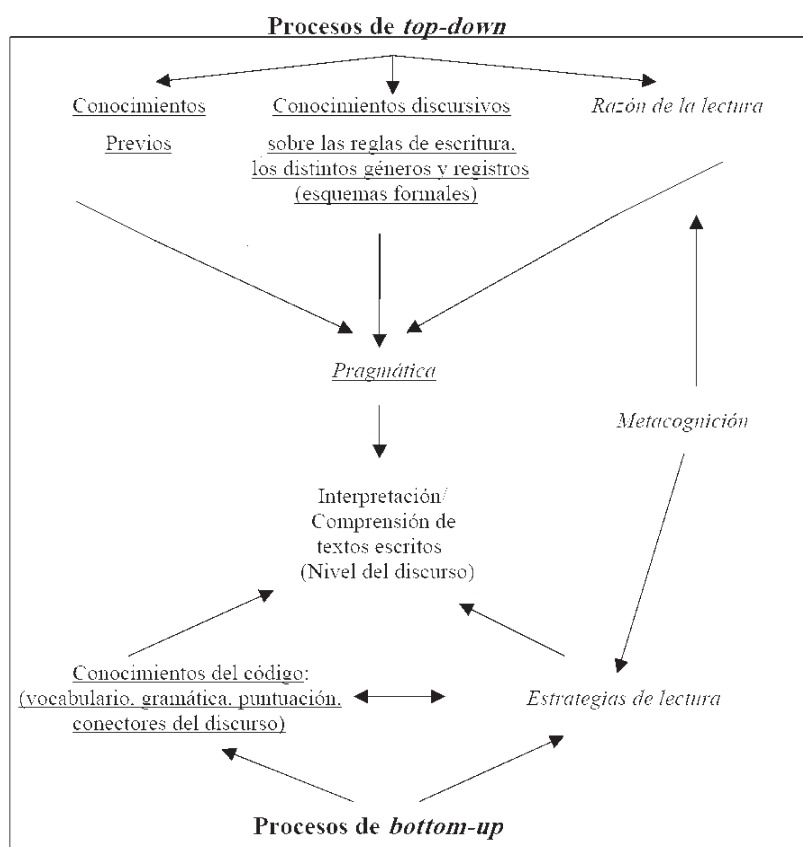 Procesos de top-down
Conocimientos
Previos
Conocimientos discursivos
sobre las reglas de escritura,
los distintos géneros y registros
(esquemas formales)
Razón de la lectura
Pragmática
Metacognición
Interpretación/
Comprensión de
textos escritos
(Nivel del discurso)
Conocimientos del código:
(vocabulario, gramática, puntuación,
conectores del discurso)
Estrategias de lectura
Procesos de bottom-up